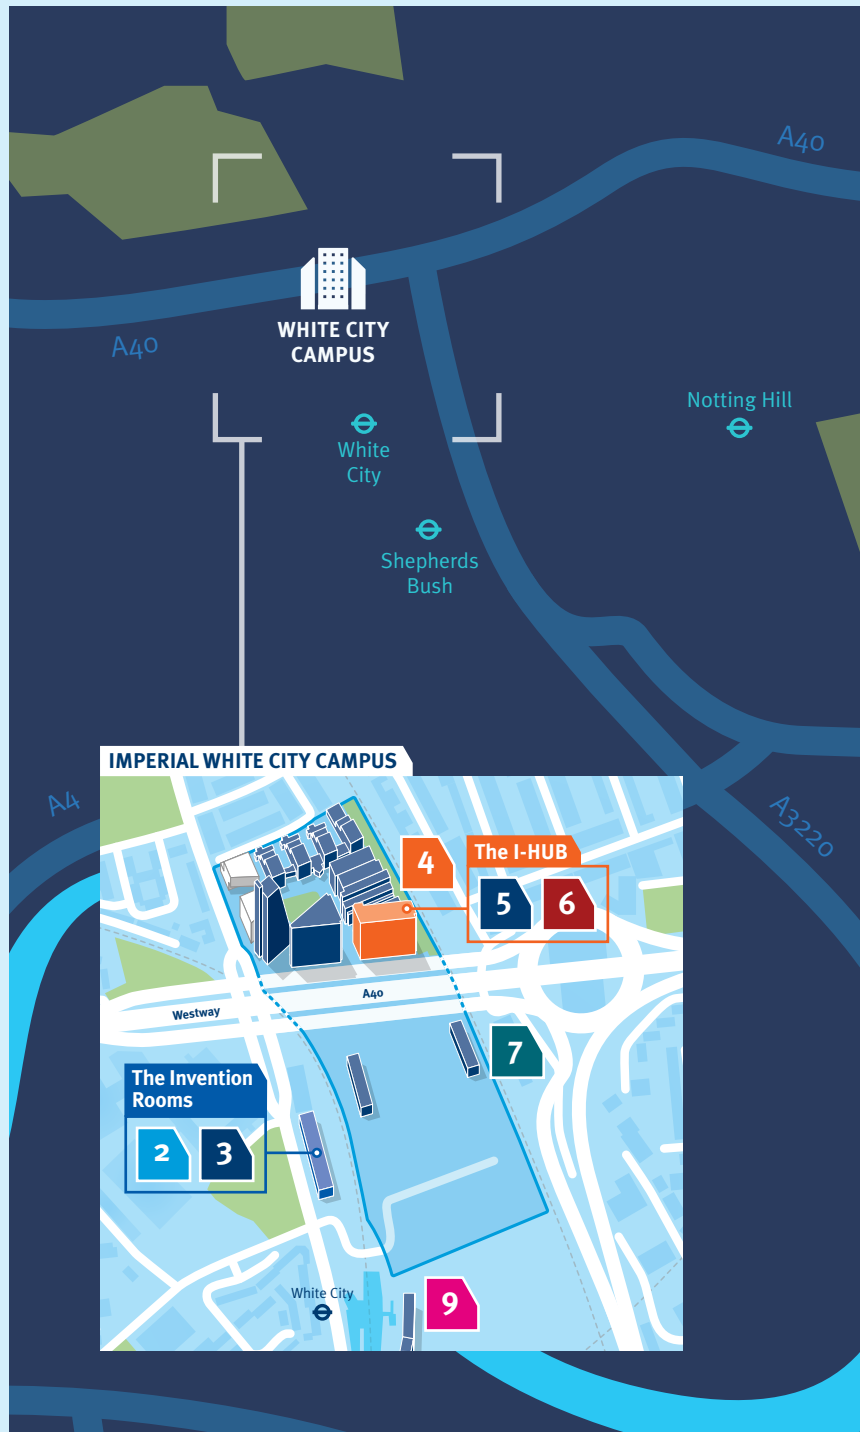 A40
WHITE CITY
CAMPUS
A40
Notting Hill
White
City
Shepherds
Bush
IMPERIAL WHITE CITY CAMPUS
A4
A3220
4
The I-HUB
5 6
A40
Westway
7
The Invention
Rooms
2 3
White City
9